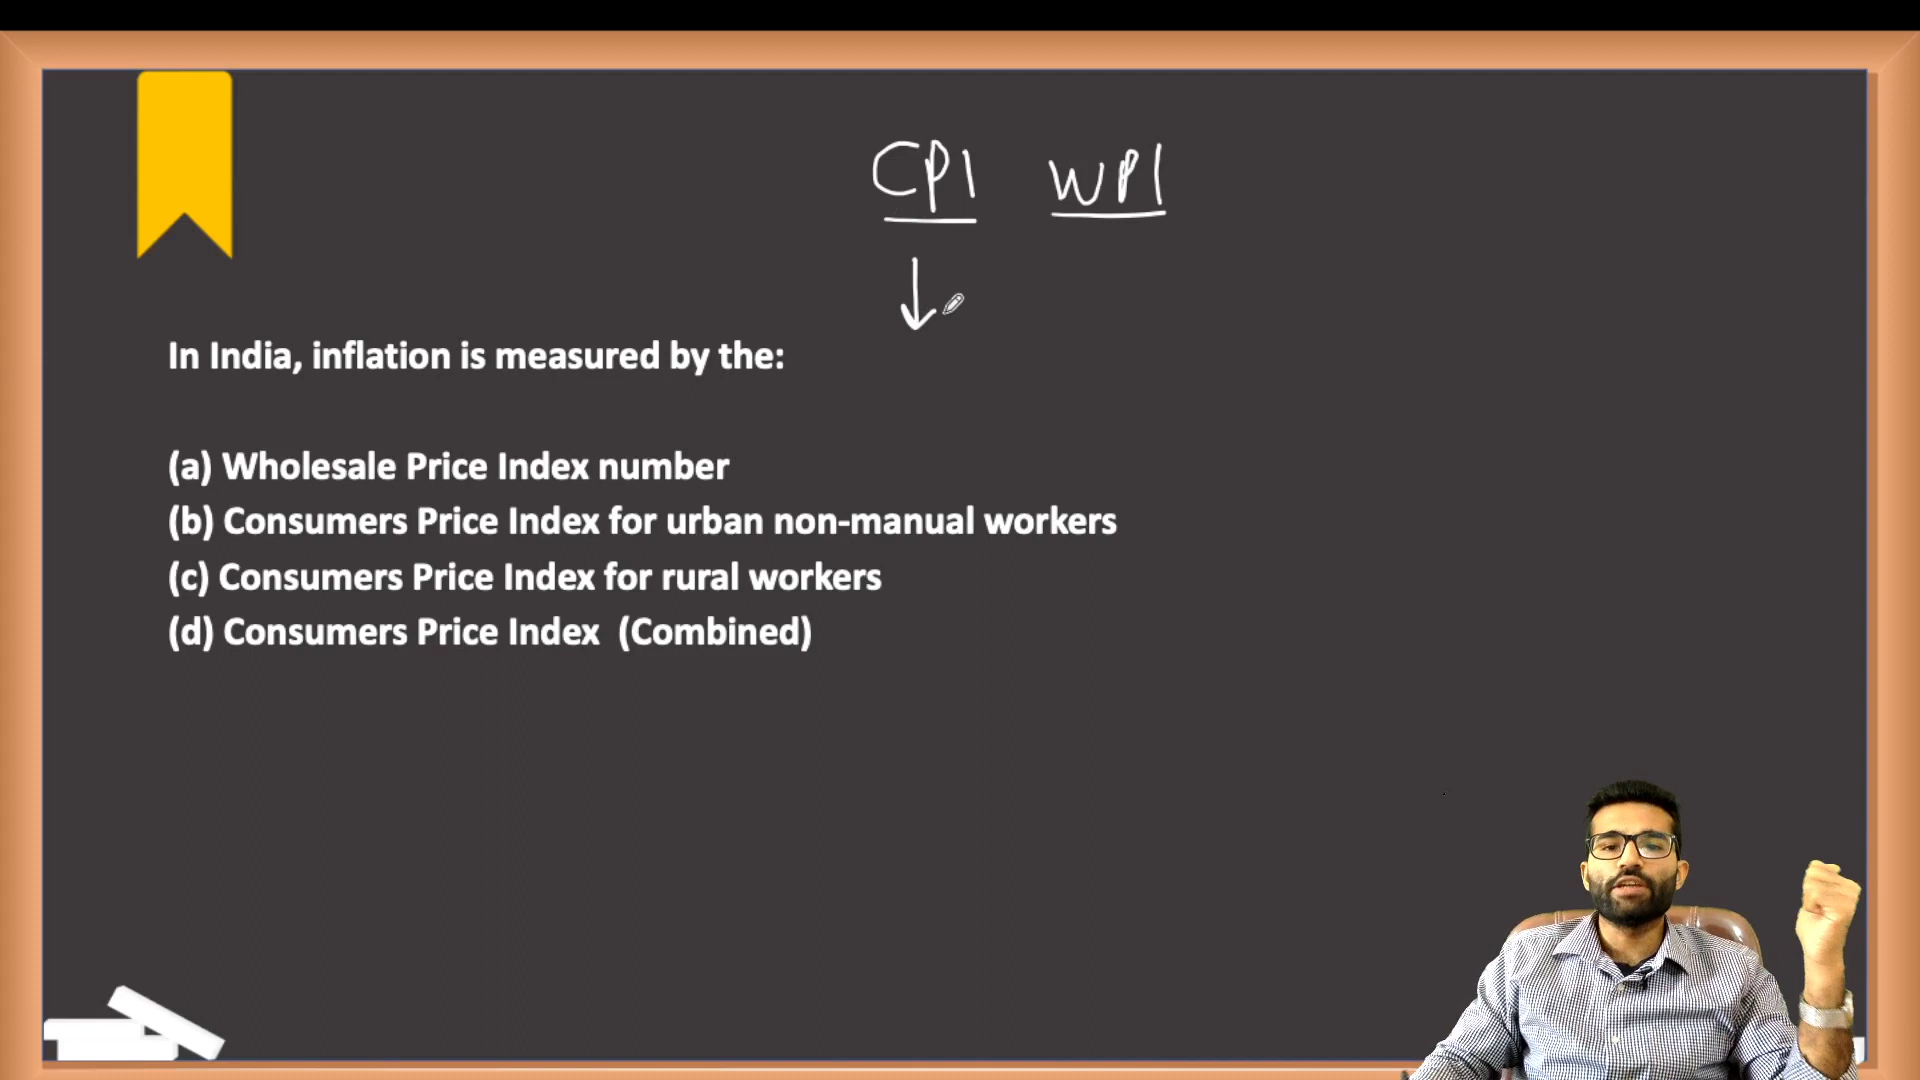 CPI WPI
In India, inflation is measured by the:
(a) Wholesale Price Index number
(b) Consumers Price Index for urban non-manual workers
(c) Consumers Price Index for rural workers
(d) Consumers Price Index (Combined)